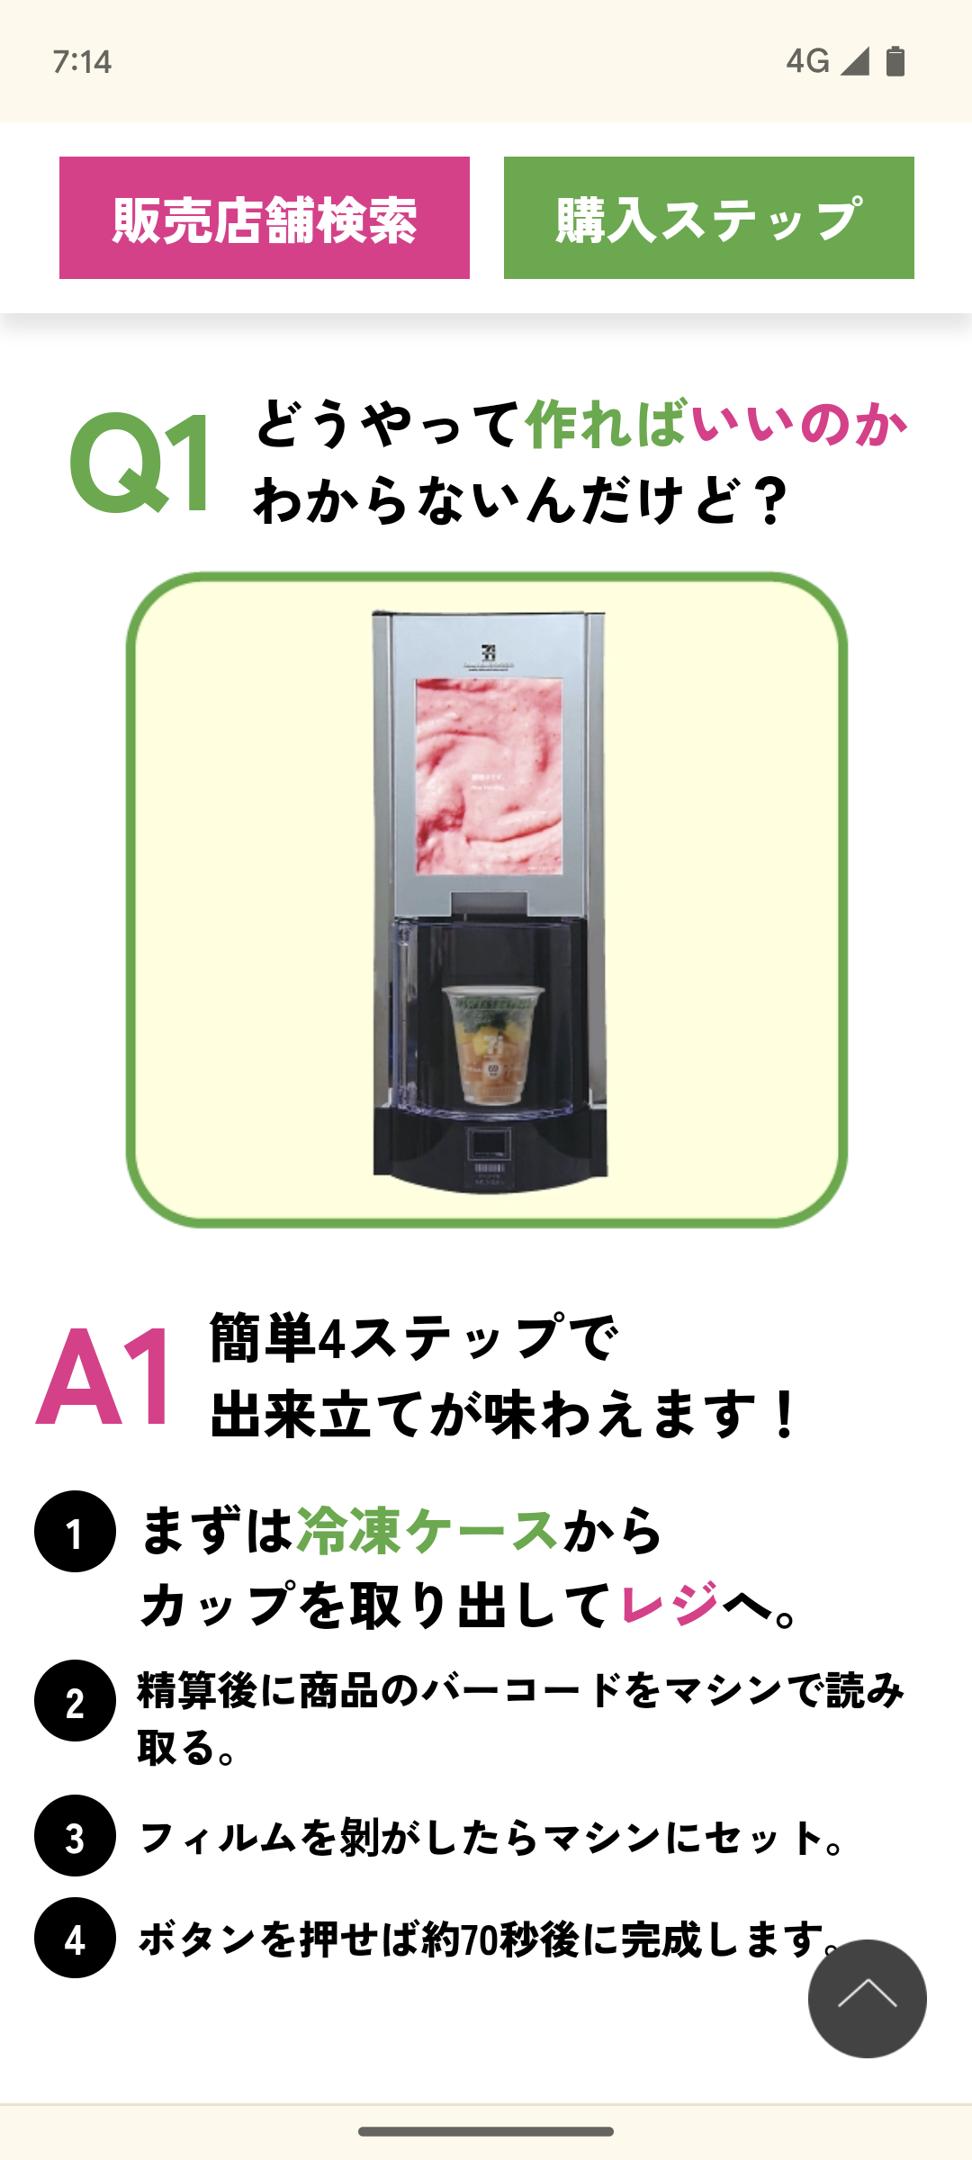 7:14
4G
販売店舗検索
購入ステップ
Q1
どうやって作ればいいのか
わからないんだけど？
A1
簡単4ステップで
出来立てが味わえます！
1
まずは冷凍ケースから
カップを取り出してレジへ。
2
精算後に商品のバーコードをマシンで読み
取る。
3
フィルムを剝がしたらマシンにセット。
4
ボタンを押せば約70秒後に完成します。